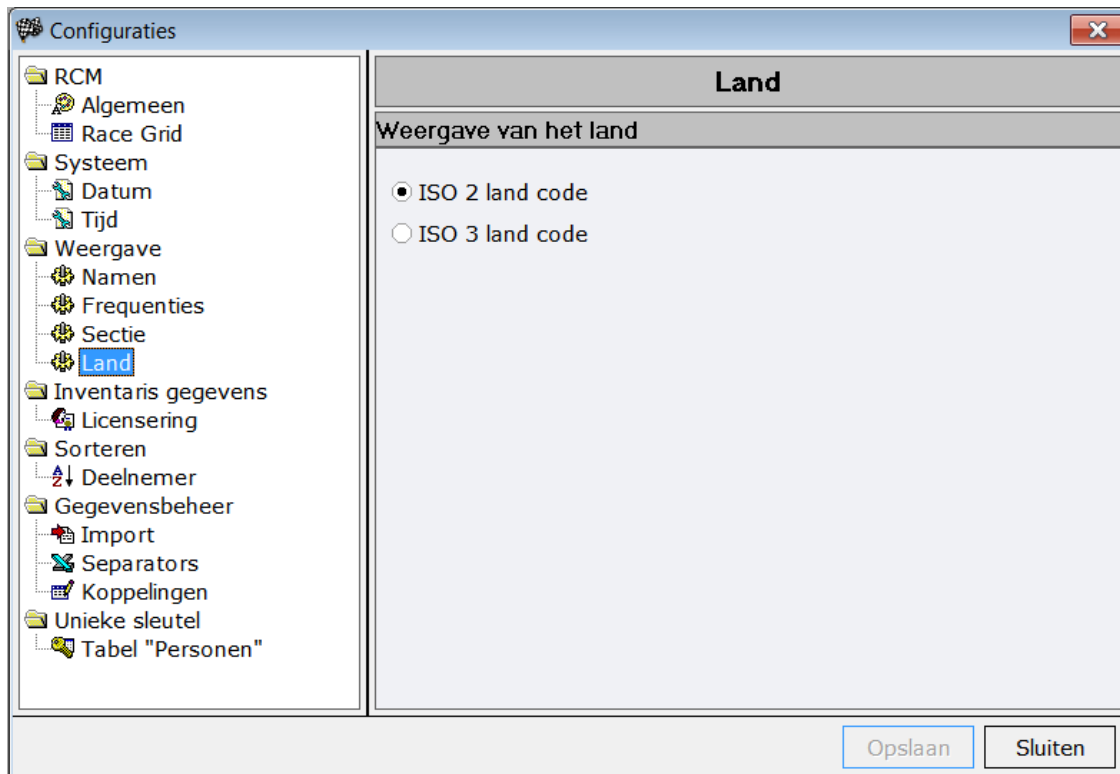 Configuraties
RCM
Algemeen
Race Grid
Systeem
Datum
Tijd
Weergave
Namen
Frequenties
Sectie
Land
Inventaris gegevens
Licensering
Sorteren
Deelnemer
Gegevensbeheer
Import
Separators
Koppelingen
Unieke sleutel
Tabel "Personen"
Land
Weergave van het land
ISO 2 land code
ISO 3 land code
Opslaan
Sluiten